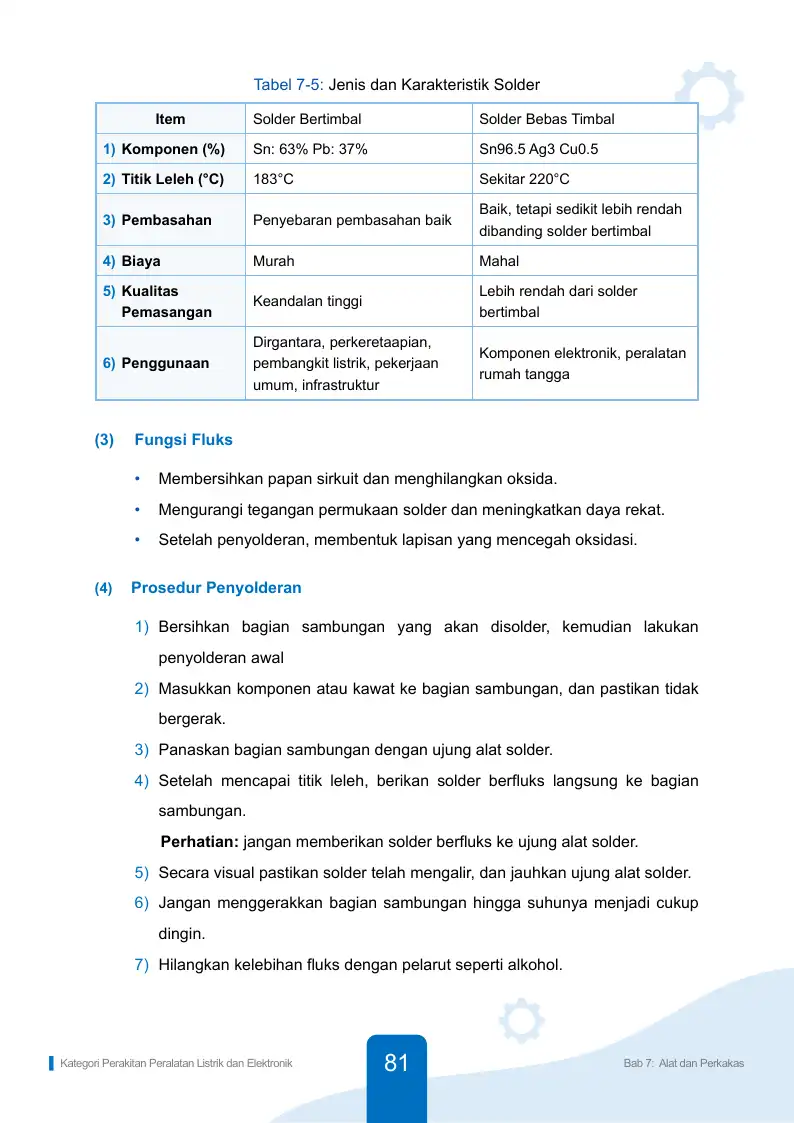 Tabel 7-5: Jenis dan Karakteristik Solder
Item
Solder Bertimbal
Solder Bebas Timbal
1) Komponen (%)
Sn: 63% Pb: 37%
Sn96.5 Ag3 Cu0.5
2) Titik Leleh (°C)
183°C
Sekitar 220°C
3) Pembasahan
Penyebaran pembasahan baik
Baik, tetapi sedikit lebih rendah
dibanding solder bertimbal
4) Biaya
Murah
Mahal
5) Kualitas
Pemasangan
Keandalan tinggi
Lebih rendah dari solder
bertimbal
6) Penggunaan
Dirgantara, perkeretaapian,
pembangkit listrik, pekerjaan
umum, infrastruktur
Komponen elektronik, peralatan
rumah tangga
(3) Fungsi Fluks
• Membersihkan papan sirkuit dan menghilangkan oksida.
• Mengurangi tegangan permukaan solder dan meningkatkan daya rekat.
• Setelah penyolderan, membentuk lapisan yang mencegah oksidasi.
(4) Prosedur Penyolderan
1) Bersihkan bagian sambungan yang akan disolder, kemudian lakukan
penyolderan awal
2) Masukkan komponen atau kawat ke bagian sambungan, dan pastikan tidak
bergerak.
3) Panaskan bagian sambungan dengan ujung alat solder.
4) Setelah mencapai titik leleh, berikan solder berfluks langsung ke bagian
sambungan.
Perhatian: jangan memberikan solder berfluks ke ujung alat solder.
5) Secara visual pastikan solder telah mengalir, dan jauhkan ujung alat solder.
6) Jangan menggerakkan bagian sambungan hingga suhunya menjadi cukup
dingin.
7) Hilangkan kelebihan fluks dengan pelarut seperti alkohol.
Kategori Perakitan Peralatan Listrik dan Elektronik
81
Bab 7: Alat dan Perkakas